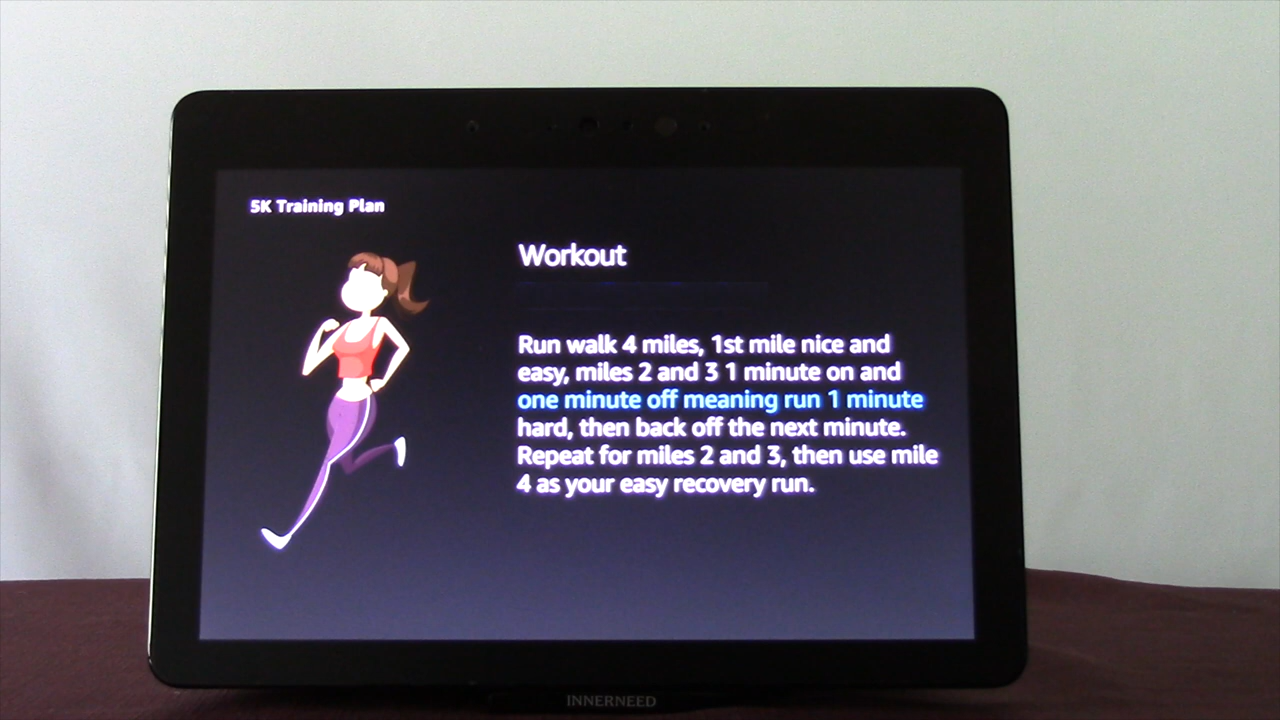 5K Training Plan
Workout
Run walk 4 miles, 1st mile nice and
easy, miles 2 and 3 1 minute on and
one minute off meaning run 1 minute
hard, then back off the next minute.
Repeat for miles 2 and 3, then use mile
4 as your easy recovery run.
INNERNEED